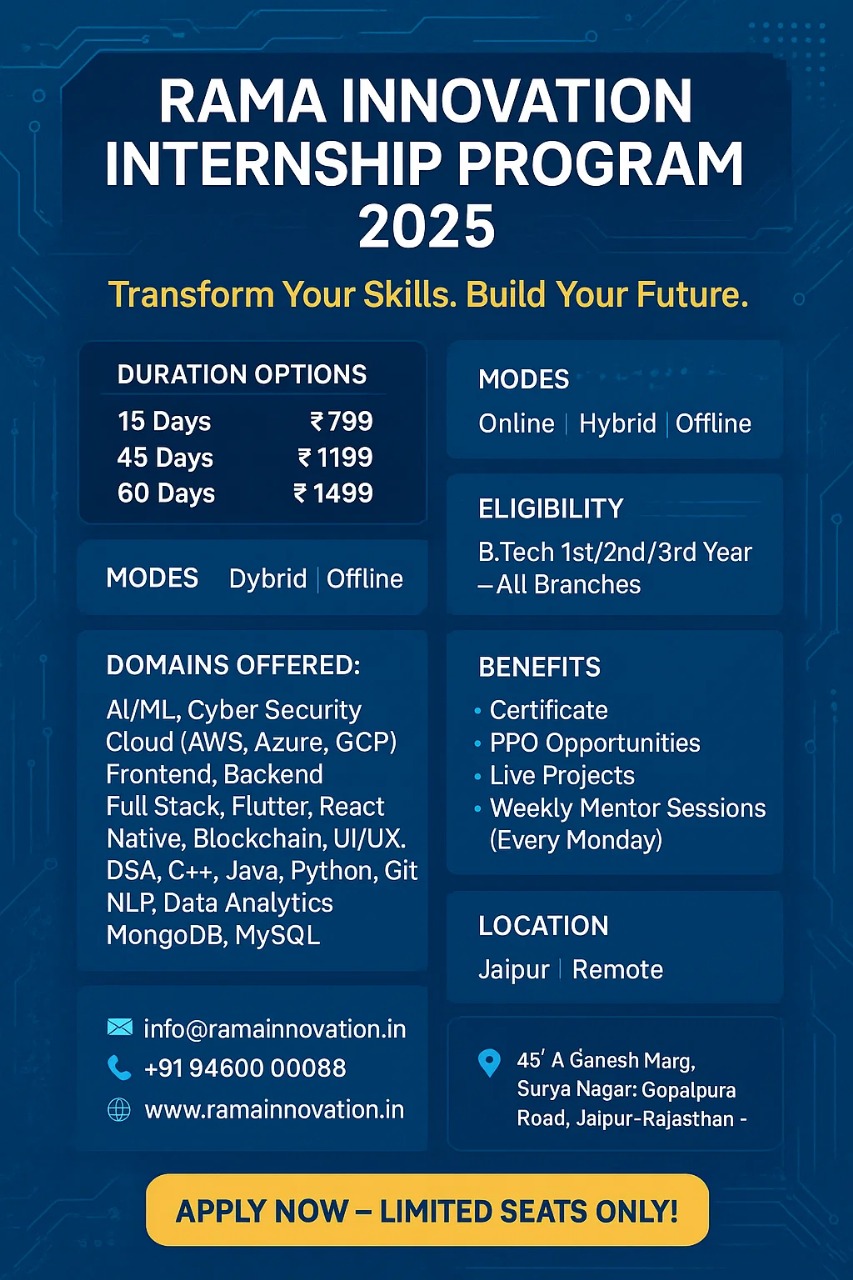 RAMA INNOVATION
INTERNSHIP PROGRAM
2025
Transform Your Skills. Build Your Future.
DURATION OPTIONS
15 Days ₹799
45 Days ₹1199
60 Days ₹1499
MODES Dybrid | Offline
DOMAINS OFFERED:
AI/ML, Cyber Security
Cloud (AWS, Azure, GCP)
Frontend, Backend
Full Stack, Flutter, React
Native, Blockchain, UI/UX.
DSA, C++, Java, Python, Git
NLP, Data Analytics
MongoDB, MySQL
info@ramainnovation.in
+91 94600 00088
www.ramainnovation.in
MODES
Online | Hybrid | Offline
ELIGIBILITY
B.Tech 1st/2nd/3rd Year
–All Branches
BENEFITS
• Certificate
• PPO Opportunities
• Live Projects
• Weekly Mentor Sessions
(Every Monday)
LOCATION
Jaipur | Remote
45′ A Ganesh Marg,
Surya Nagar: Gopalpura
Road, Jaipur-Rajasthan -
APPLY NOW – LIMITED SEATS ONLY!